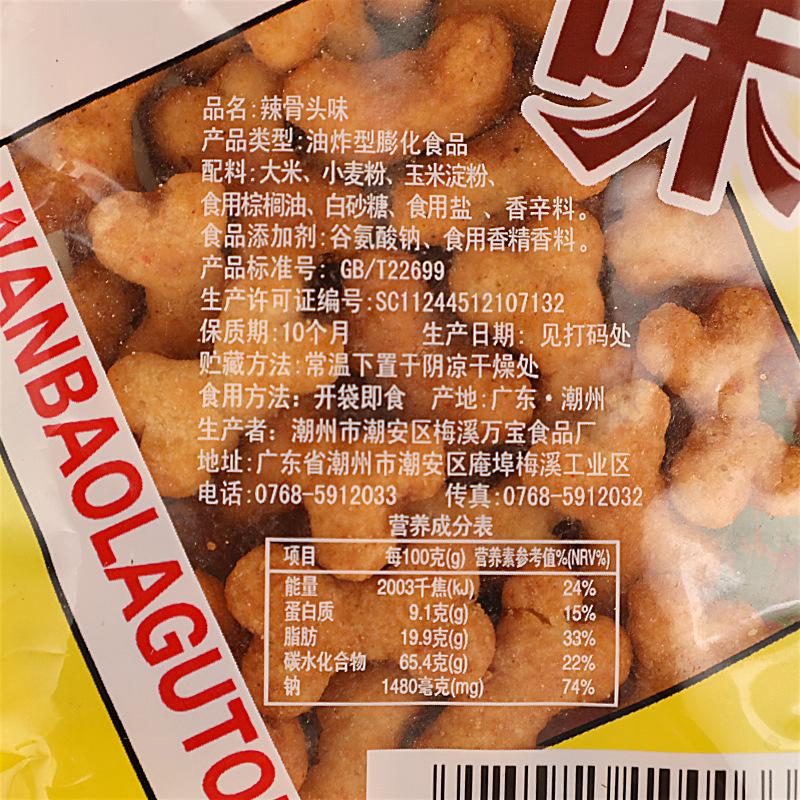 味
WANBAOLAGUTO
品名:辣骨头味
产品类型:油炸型膨化食品
配料:大米、小麦粉、玉米淀粉、
食用棕榈油、白砂糖、食用盐 、香辛料。
食品添加剂:谷氨酸钠、食用香精香料。
产品标准号: GB/T22699
生产许可证编号:SC11244512107132
保质期:10个月 生产日期: 见打码处
贮藏方法:常温下置于阴凉干燥处
食用方法: 开袋即食 产地:广东·潮州
生产者: 潮州市潮安区梅溪万宝食品厂
地址:广东省潮州市潮安区庵埠梅溪工业区
电话:0768-5912033 传真:0768-5912032
营养成分表
项目 每100克(g) 营养素参考值%(NRV%)
能量 2003千焦(kJ) 24%
蛋白质 9.1克(g) 15%
脂肪 19.9克(g) 33%
碳水化合物 65.4克(g) 22%
钠 1480毫克(mg) 74%